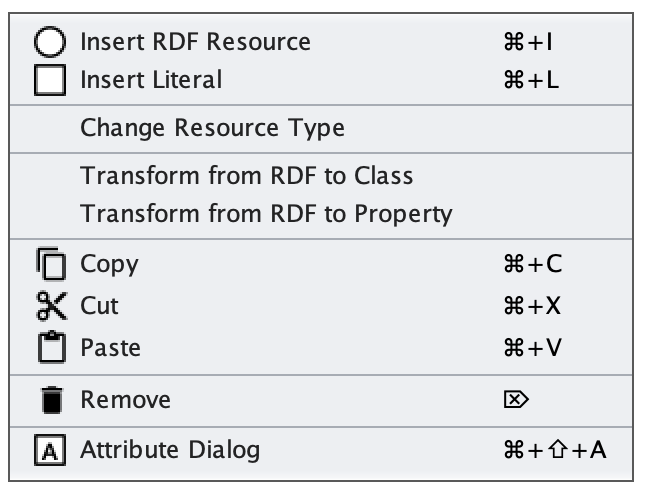 Insert RDF Resource ⌘+I
Insert Literal ⌘+L
Change Resource Type
Transform from RDF to Class
Transform from RDF to Property
Copy ⌘+C
Cut ⌘+X
Paste ⌘+V
Remove ⌦
A Attribute Dialog ⌘+⇧+A